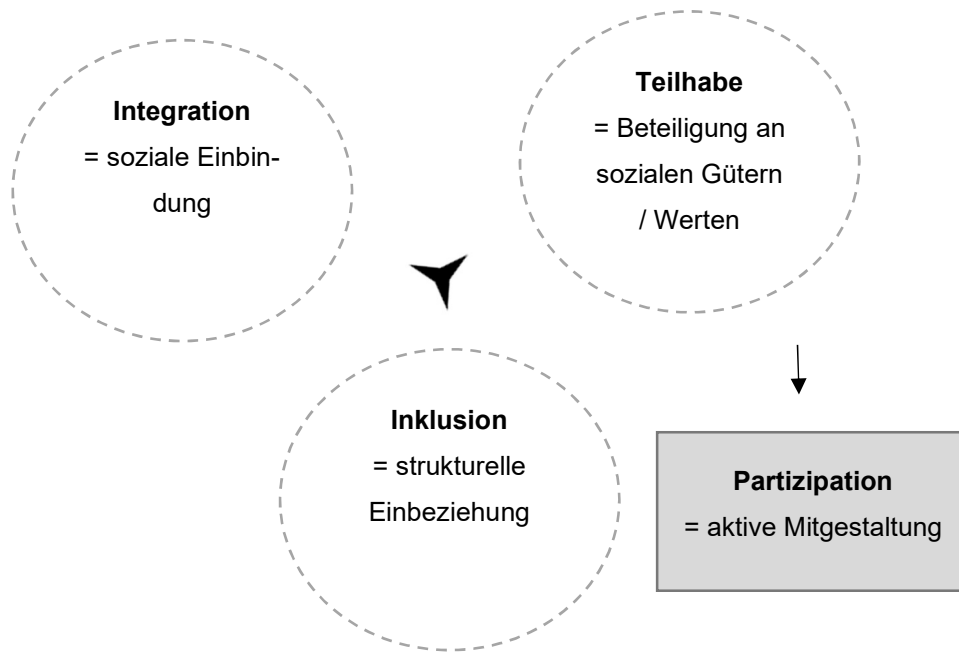 Integration
= soziale Einbin-
dung
Teilhabe
= Beteiligung an
sozialen Gütern
/ Werten
Inklusion
= strukturelle
Einbeziehung
Partizipation
= aktive Mitgestaltung